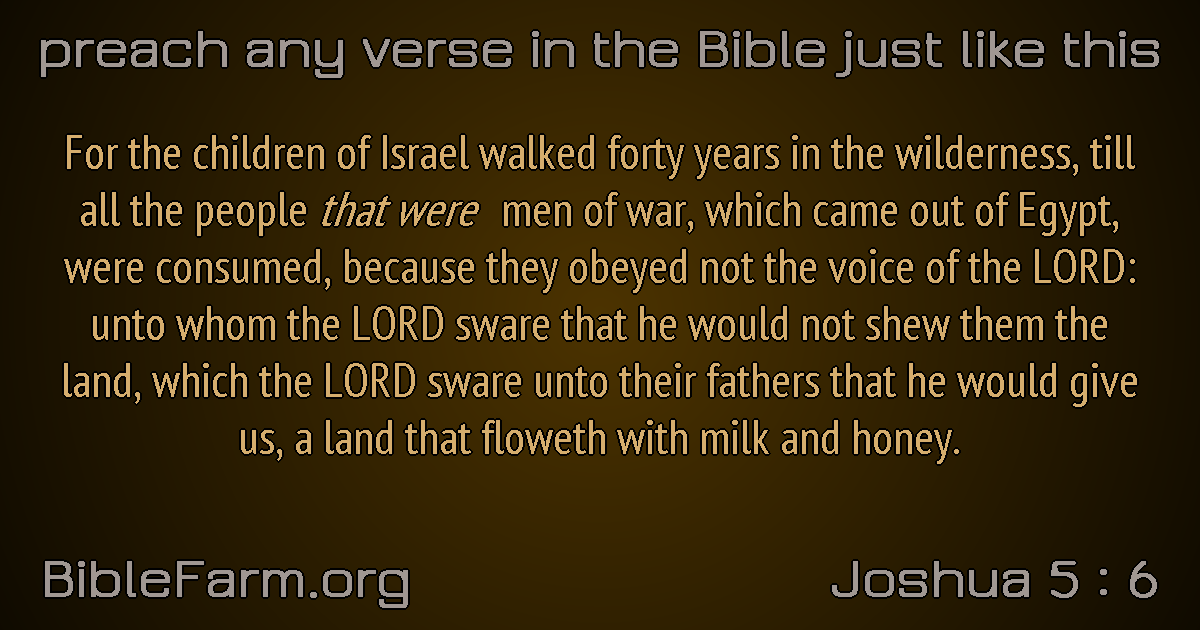 preach any verse in the Bible just like this
For the children of Israel walked forty years in the wilderness, till
all the people that were men of war, which came out of Egypt,
were consumed, because they obeyed not the voice of the LORD:
unto whom the LORD sware that he would not shew them the
land, which the LORD sware unto their fathers that he would give
us, a land that floweth with milk and honey.
BibleFarm.org
Joshua 5 : 6